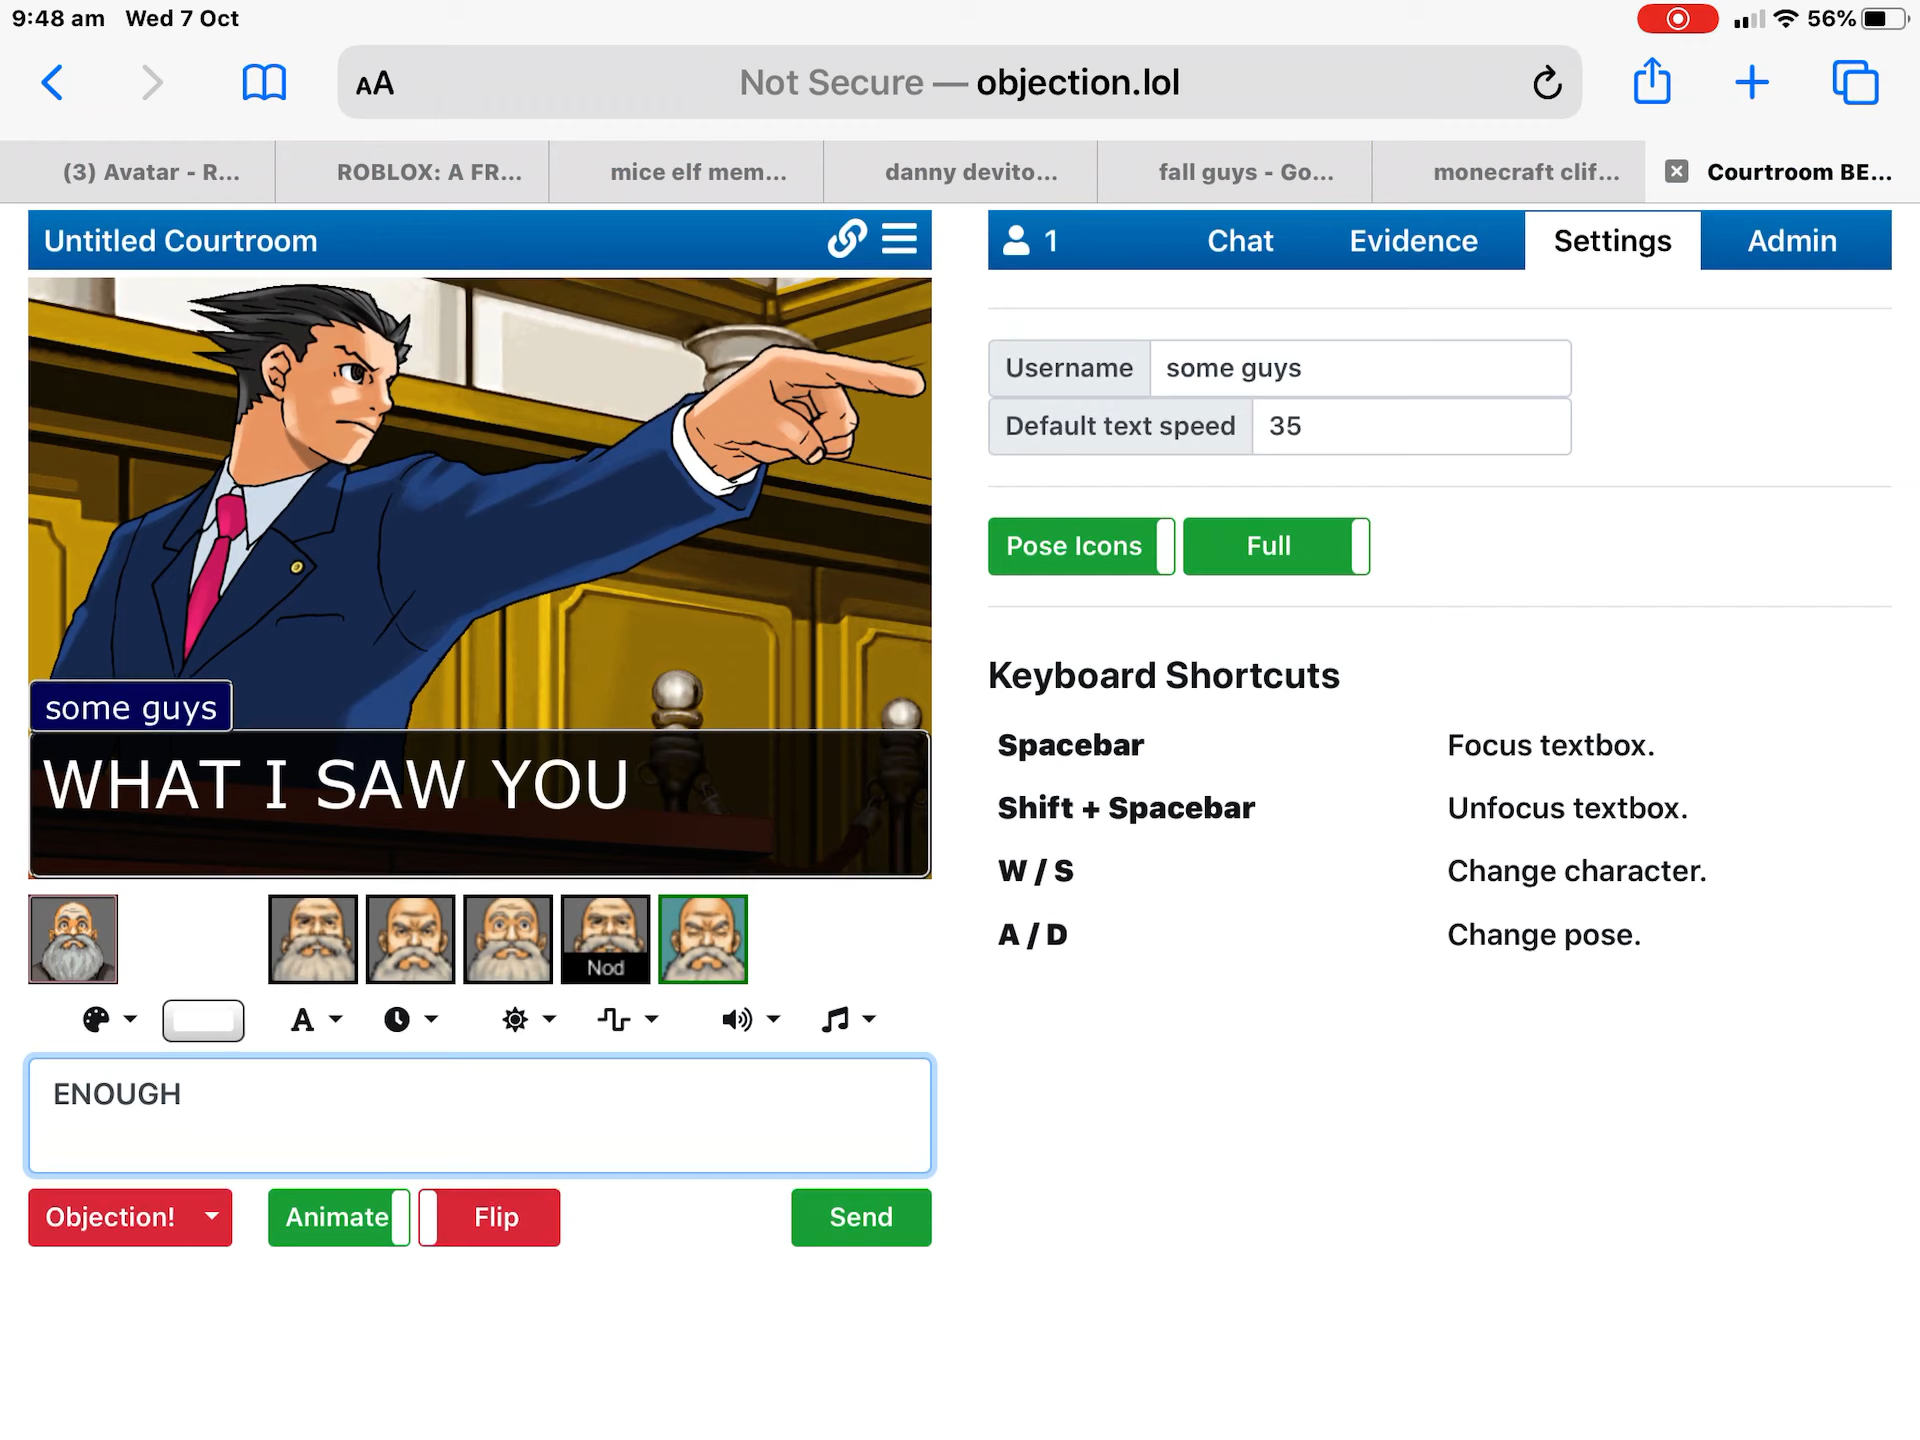 9:48 am Wed 7 Oct
56%
AA
Not Secure — objection.lol
(3) Avatar - R...
ROBLOX: A FR...
mice elf mem...
danny devito...
fall guys - Go...
monecraft clif...
Courtroom BE...
Untitled Courtroom
1
Chat
Evidence
Settings
Admin
some guys
WHAT I SAW YOU
Nod
A
ENOUGH
Objection!
Animate
Flip
Send
Username some guys
Default text speed 35
Pose Icons
Full
Keyboard Shortcuts
Spacebar Focus textbox.
Shift + Spacebar Unfocus textbox.
W / S Change character.
A / D Change pose.